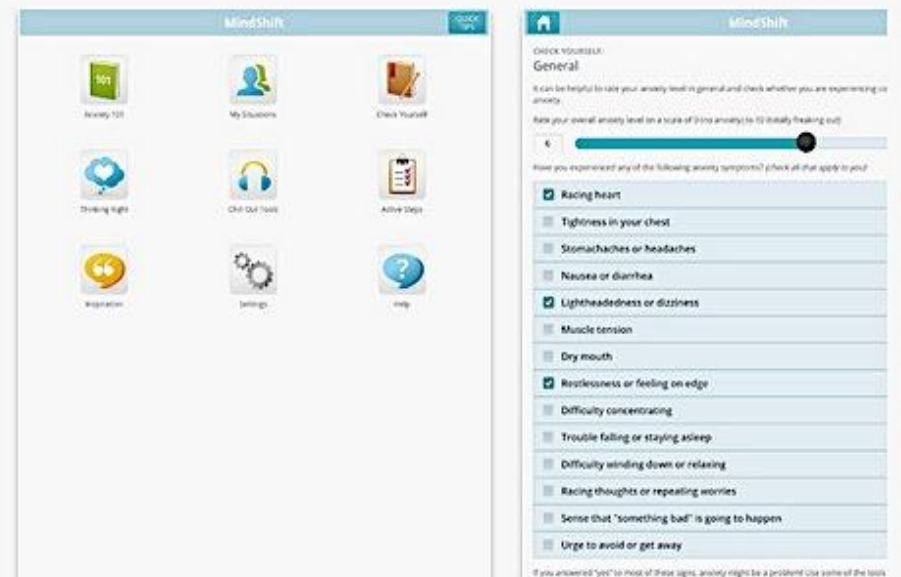 MindShift
QUICK
TIPS
Anxiety 101
My Situations
Check Yourself
Thinking Right
Chill Out Tools
Active Steps
Inspiration
Settings
Help
MindShift
CHECK YOURSELF:
General
It can be helpful to rate your anxiety level in general and check whether you are experiencing
anxiety.
Rate your overall anxiety level on a scale of 0 (no anxiety) to 10 (totally freaking out)
6
Have you experienced any of the following anxiety symptoms? (check all that apply to you)
Racing heart
Tightness in your chest
Stomachaches or headaches
Nausea or diarrhea
Lightheadedness or dizziness
Muscle tension
Dry mouth
Restlessness or feeling on edge
Difficulty concentrating
Trouble falling or staying asleep
Difficulty winding down or relaxing
Racing thoughts or repeating worries
Sense that "something bad" is going to happen
Urge to avoid or get away
If you answered "yes" to most of these signs, anxiety might be a problem! Use some of the tools